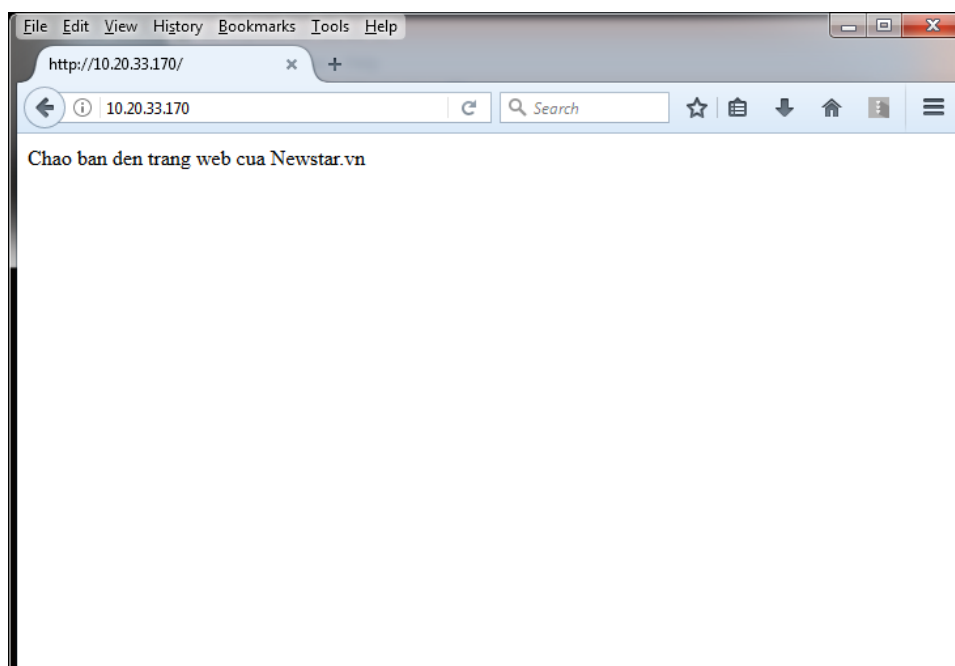 File Edit View History Bookmarks Tools Help
http://10.20.33.170/
10.20.33.170 Search
Chao ban den trang web cua Newstar.vn